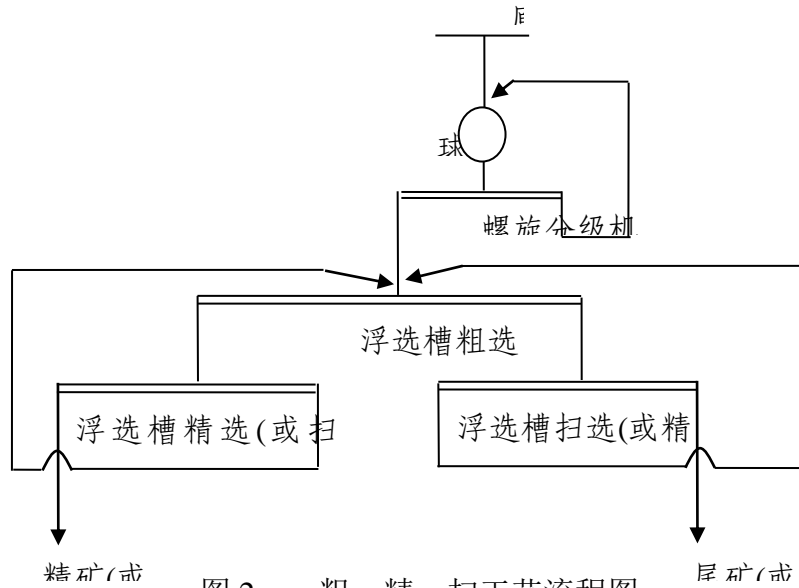 球
螺旋分级机
浮选槽粗选
浮选槽精选(或扫
浮选槽扫选(或精
精矿(或
图2
粗一精一扫工艺流程图
尾矿(或